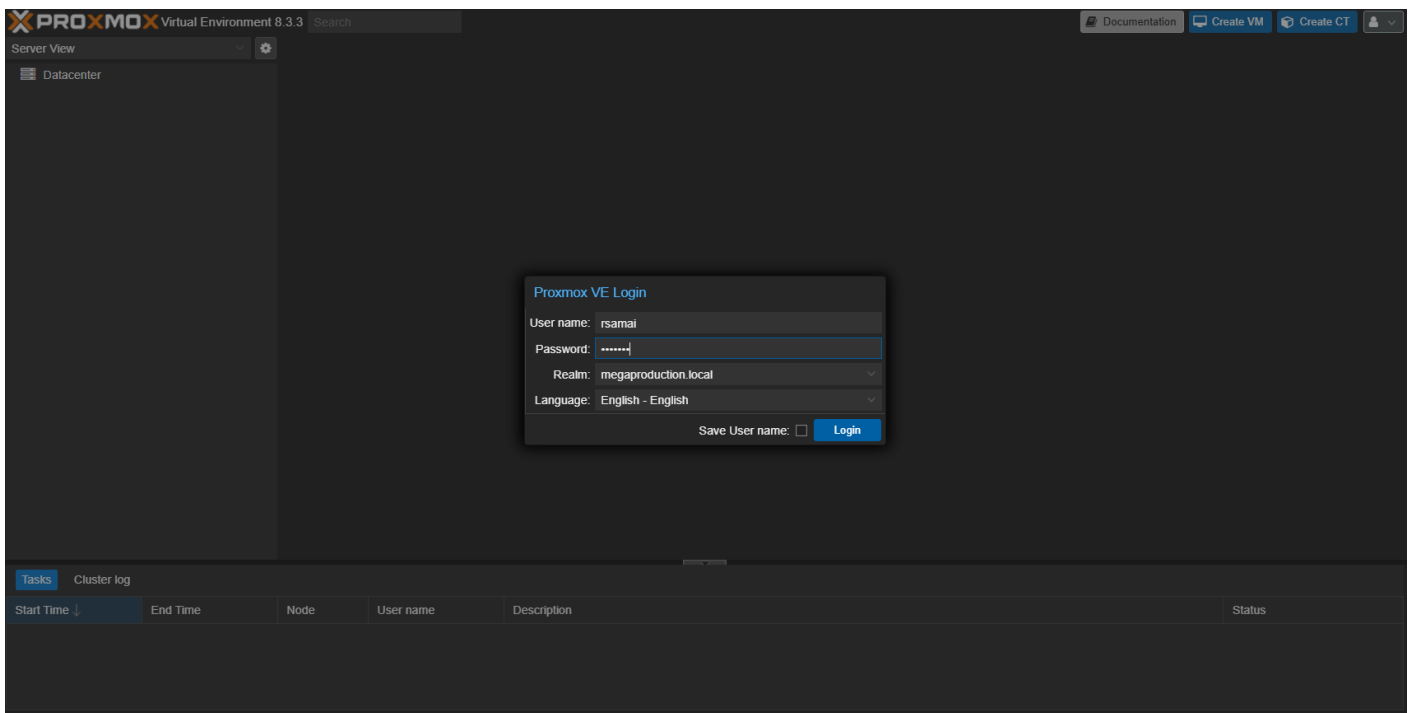 PROXMOX Virtual Environment 8.3.3 Search Documentation Create VM Create CT
Server View
Datacenter
Proxmox VE Login
User name: rsamai
Password: •••••••
Realm: megaproduction.local
Language: English - English
Save User name: Login
Tasks Cluster log
Start Time End Time Node User name Description Status